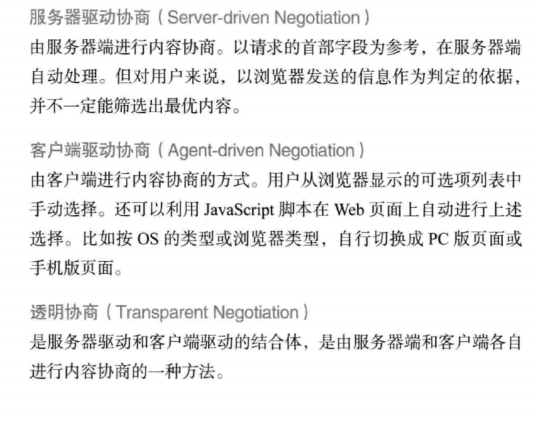 服务器驱动协商（Server-driven Negotiation）
由服务器端进行内容协商。以请求的首部字段为参考，在服务器端
自动处理。但对用户来说，以浏览器发送的信息作为判定的依据，
并不一定能筛选出最优内容。
客户端驱动协商（Agent-driven Negotiation）
由客户端进行内容协商的方式。用户从浏览器显示的可选项列表中
手动选择。还可以利用 JavaScript 脚本在 Web 页面上自动进行上述
选择。比如按 OS 的类型或浏览器类型，自行切换成 PC 版页面或
手机版页面。
透明协商（Transparent Negotiation）
是服务器驱动和客户端驱动的结合体，是由服务器端和客户端各自
进行内容协商的一种方法。